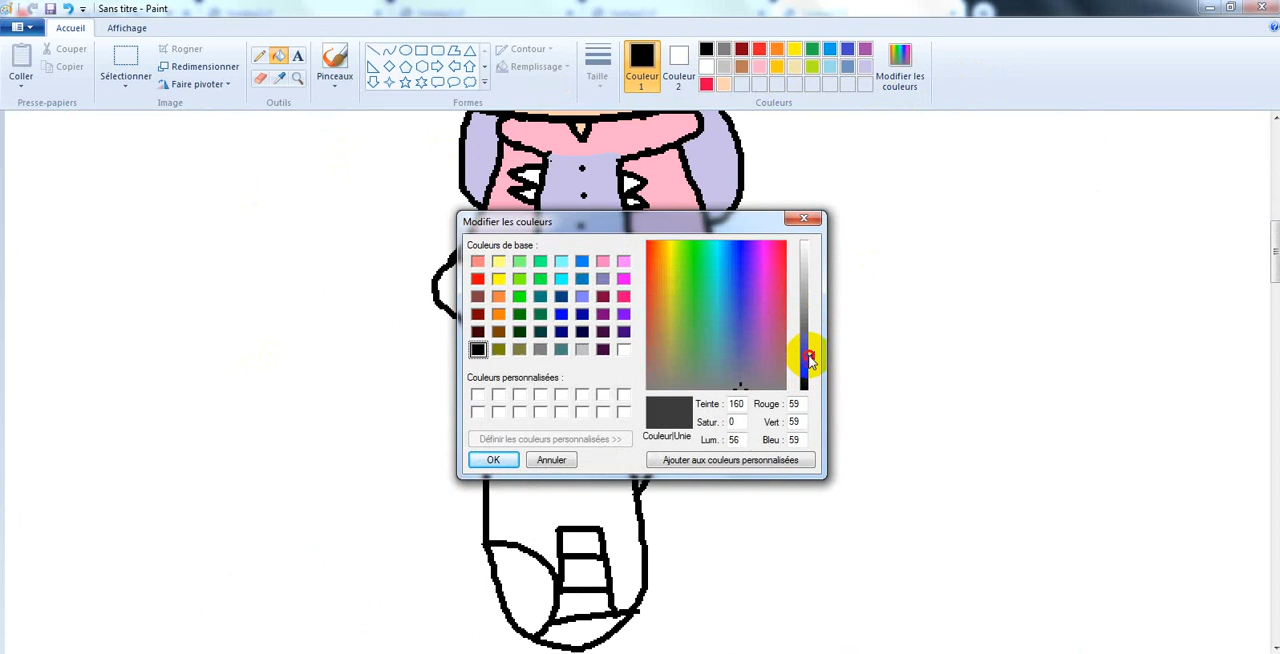 Sans titre - Paint
Accueil
Affichage
Coller
Couper
Copier
Presse-papiers
Sélectionner
Rogner
Redimensionner
Faire pivoter
Image
A
Outils
Pinceaux
Contour
Remplissage
Formes
Taille
Couleur 1
Couleur 2
Modifier les couleurs
Couleurs
Modifier les couleurs
Couleurs de base :
Couleurs personnalisées :
Définir les couleurs personnalisées >>
OK
Annuler
Couleur|Unie
Teinte : 160
Rouge : 59
Satur. : 0
Vert : 59
Lum. : 56
Bleu : 59
Ajouter aux couleurs personnalisées